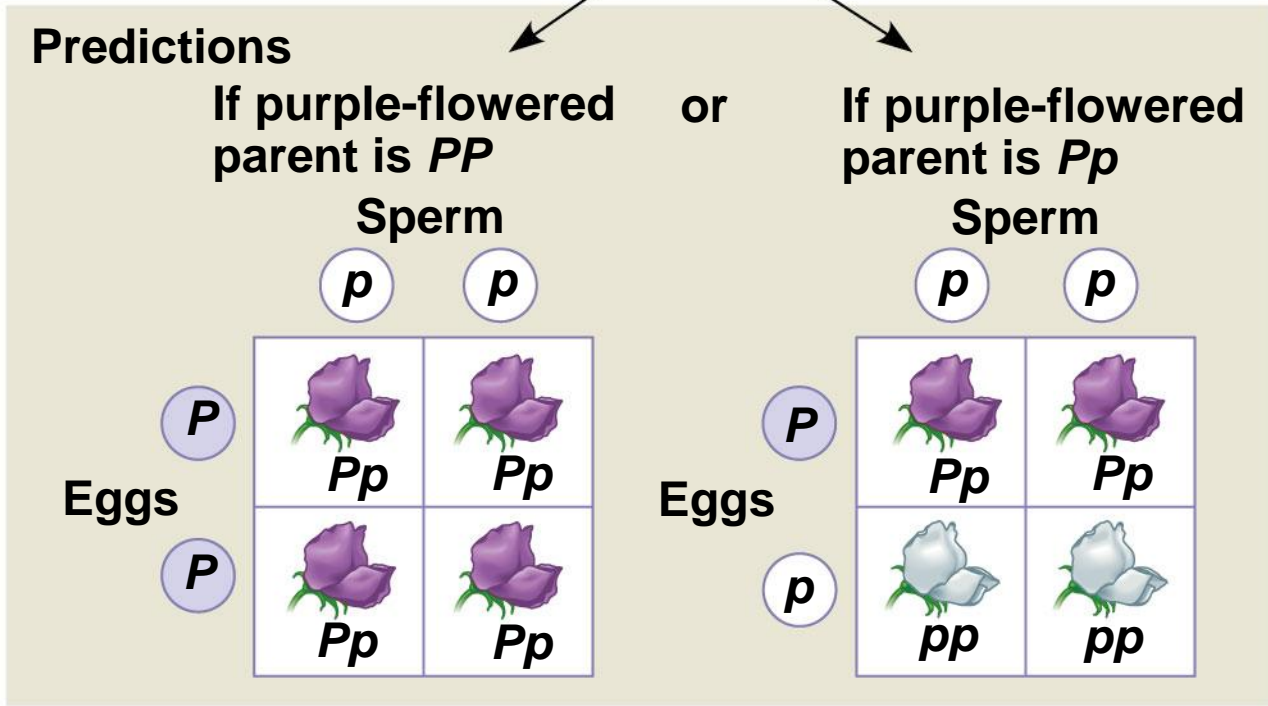 Predictions
If purple-flowered
parent is PP
or
If purple-flowered
parent is Pp
Sperm
p p
Eggs
P
P
Pp Pp
Pp Pp
Sperm
p p
Eggs
P
p
Pp Pp
pp pp